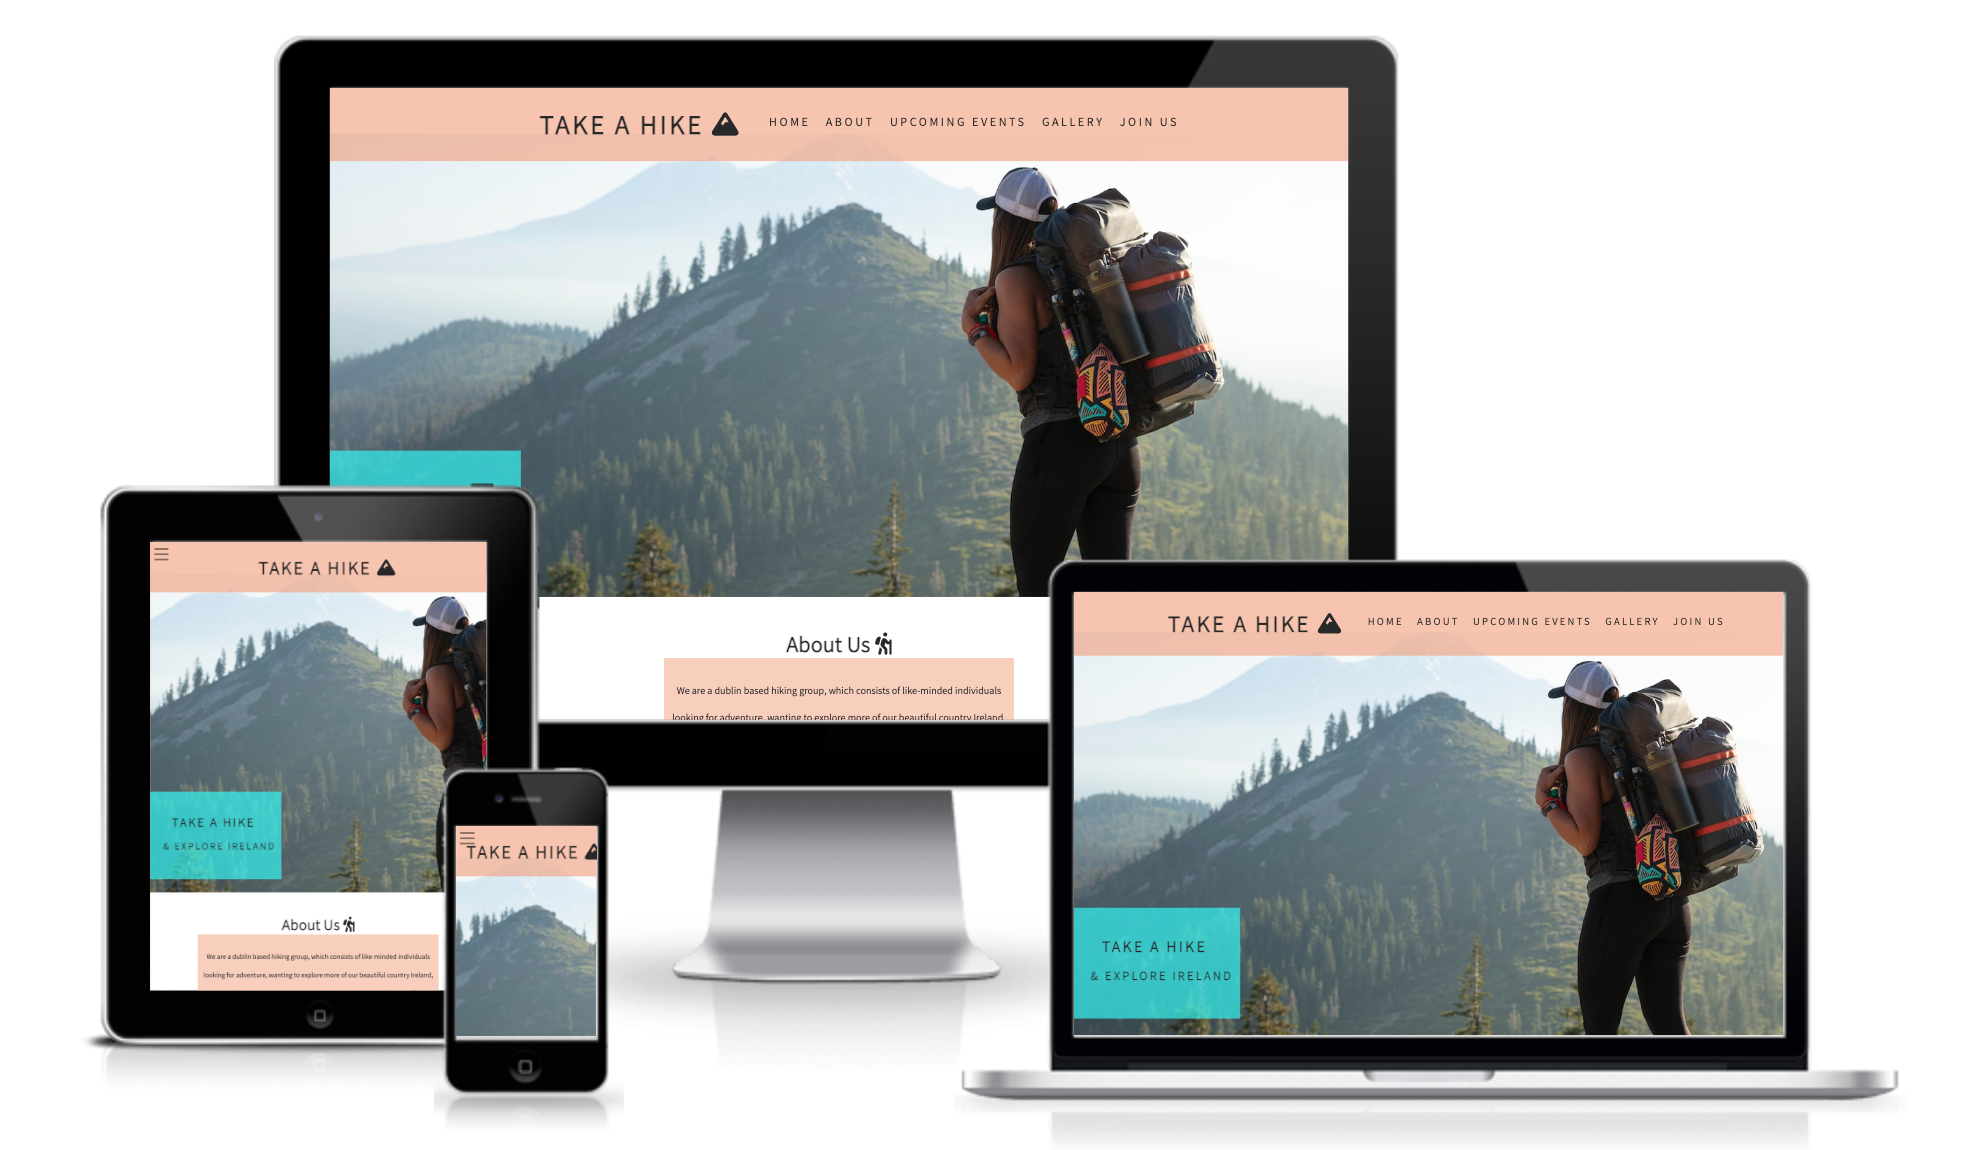 TAKE A HIKE
HOME ABOUT UPCOMING EVENTS GALLERY JOIN US
About Us
We are a dublin based hiking group, which consists of like-minded individuals
looking for adventure, wanting to explore more of our beautiful country Ireland.
TAKE A HIKE
TAKE A HIKE
& EXPLORE IRELAND
About Us
We are a dublin based hiking group, which consists of like-minded individuals
looking for adventure, wanting to explore more of our beautiful country Ireland,
TAKE A HIKE
TAKE A HIKE
HOME ABOUT UPCOMING EVENTS GALLERY JOIN US
TAKE A HIKE
& EXPLORE IRELAND